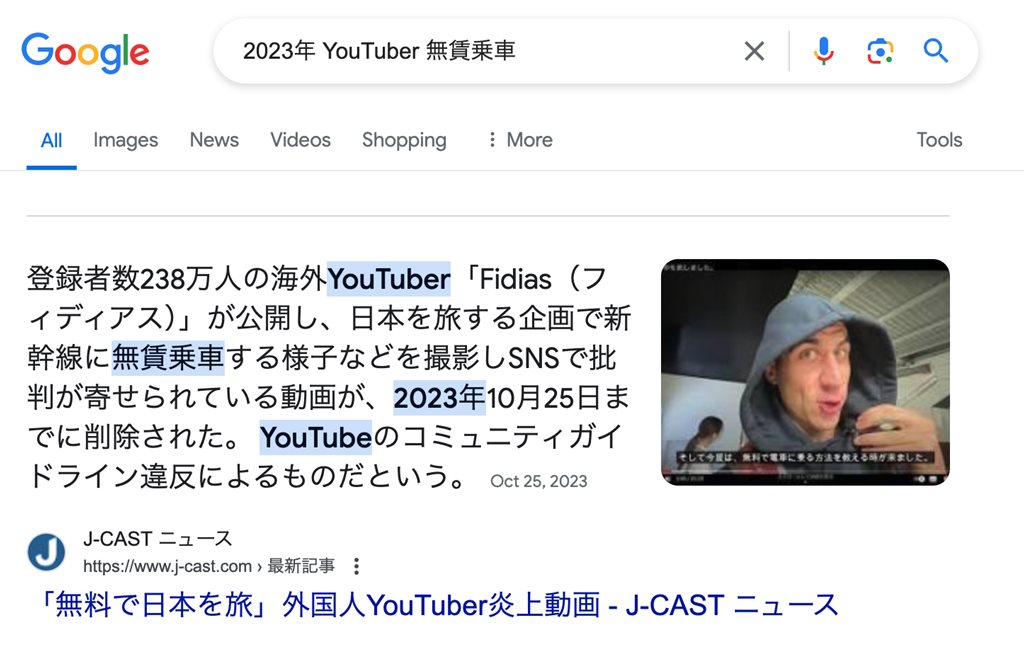 Google
2023年 YouTuber 無賃乗車
All Images News Videos Shopping More Tools
登録者数238万人の海外YouTuber「Fidias（フ
ィディアス）」が公開し、日本を旅する企画で新
幹線に無賃乗車する様子などを撮影しSNSで批
判が寄せられている動画が、2023年10月25日ま
でに削除された。 YouTubeのコミュニティガイ
ドライン違反によるものだという。 Oct 25, 2023
そして今度は、無料で電車に乗る方法を教える時が来ました。
J
J-CAST ニュース
https://www.j-cast.com › 最新記事
「無料で日本を旅」外国人YouTuber炎上動画 - J-CAST ニュース